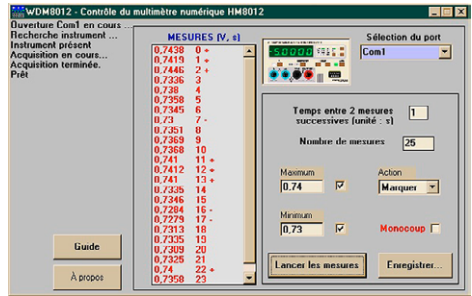 WDM8012 - Contrôle du multimètre numérique HM8012
Ouverture Com1 en cours ...
Recherche instrument ...
Instrument présent
Acquisition en cours...
Acquisition terminée.
Prêt
MESURES (V, s)
0,7438 0 +
0,7419 1 +
0,7446 2 +
0,7336 3
0,738 4
0,7358 5
0,7345 6
0,73 7 -
0,7351 8
0,7369 9
0,7368 10
0,741 11 +
0,7412 12 +
0,741 13 +
0,7335 14
0,7346 15
0,7284 16 -
0,7279 17 -
0,7313 18
0,7335 19
0,7309 20
0,7325 21
0,74 22 +
0,7358 23
Guide
À propos
Sélection du port
Com1
Temps entre 2 mesures
successives (unité : s)
1
Nombre de mesures
25
Maximum
0,74
Action
Marquer
Minimum
0,73
Monocoup
Lancer les mesures
Enregistrer...